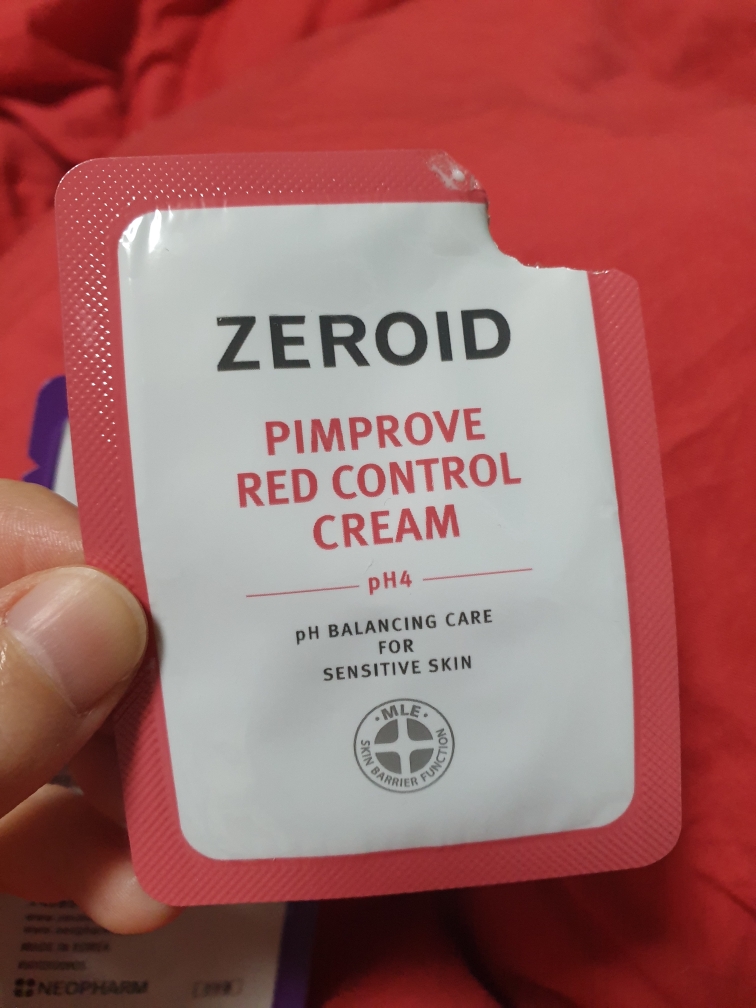 ZEROID
PIMPROVE
RED CONTROL
CREAM
pH4
pH BALANCING CARE
FOR
SENSITIVE SKIN
·MLE·
SKIN BARRIER FUNCTION
MADE IN KOREA
NEOPHARM